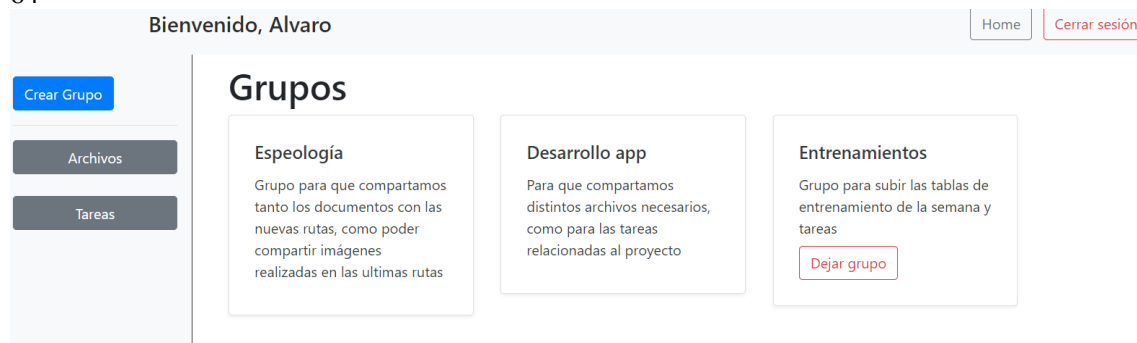 Bienvenido, Alvaro
Home
Cerrar sesión
Crear Grupo
Archivos
Tareas
Grupos
Espeología
Grupo para que compartamos
tanto los documentos con las
nuevas rutas, como poder
compartir imágenes
realizadas en las ultimas rutas
Desarrollo app
Para que compartamos
distintos archivos necesarios,
como para las tareas
relacionadas al proyecto
Entrenamientos
Grupo para subir las tablas de
entrenamiento de la semana y
tareas
Dejar grupo